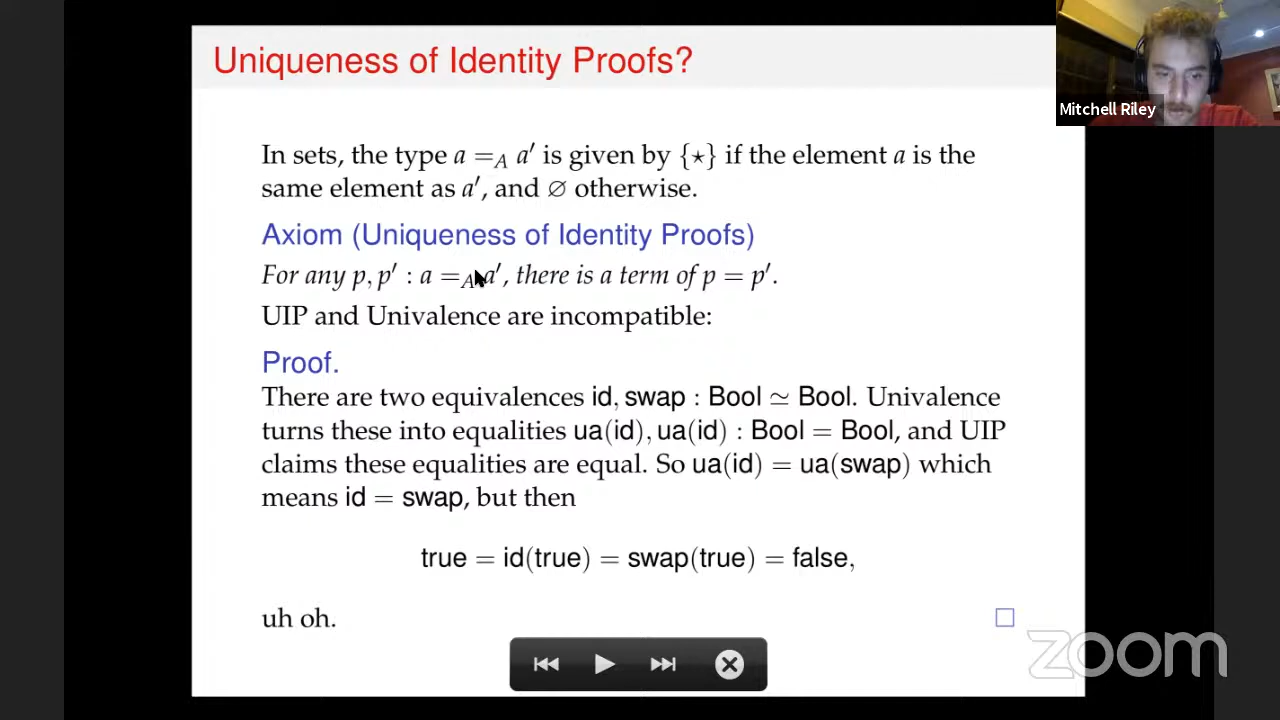 Uniqueness of Identity Proofs?
Mitchell Riley
In sets, the type a =_A a′ is given by {⋆} if the element a is the
same element as a′, and ∅ otherwise.
Axiom (Uniqueness of Identity Proofs)
For any p, p′ : a =_A a′, there is a term of p = p′.
UIP and Univalence are incompatible:
Proof.
There are two equivalences id, swap : Bool ≃ Bool. Univalence
turns these into equalities ua(id), ua(id) : Bool = Bool, and UIP
claims these equalities are equal. So ua(id) = ua(swap) which
means id = swap, but then
true = id(true) = swap(true) = false,
uh oh.
zoom